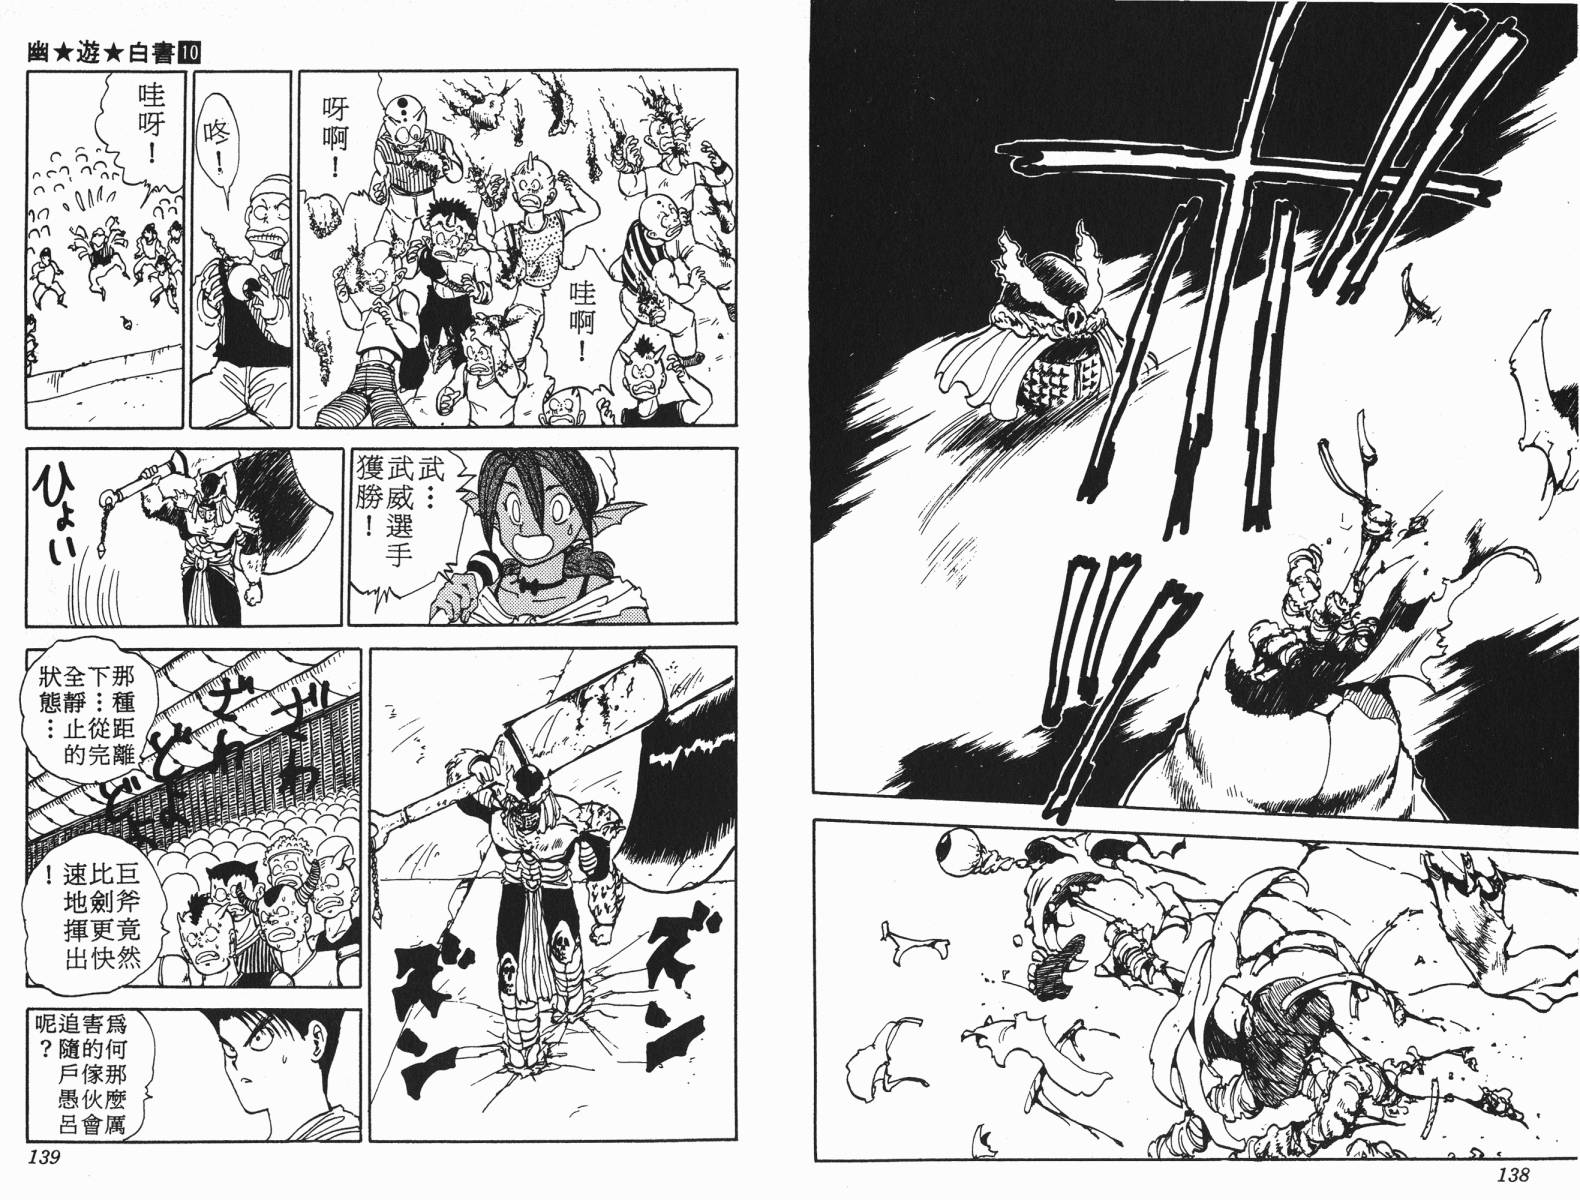 138
幽★遊★白書10
呀啊！
哇啊！
咚！
哇呀！
武…
武威選手
獲勝！
ひょい
ズン
ズン
ざわ
ざわ
どよ
どよ
那種距離
下…從完
全靜止的
狀態…
巨斧竟然
比劍更快
速地揮出
！
為何那麼厲
害的傢伙會
追隨戶愚呂
呢？
139